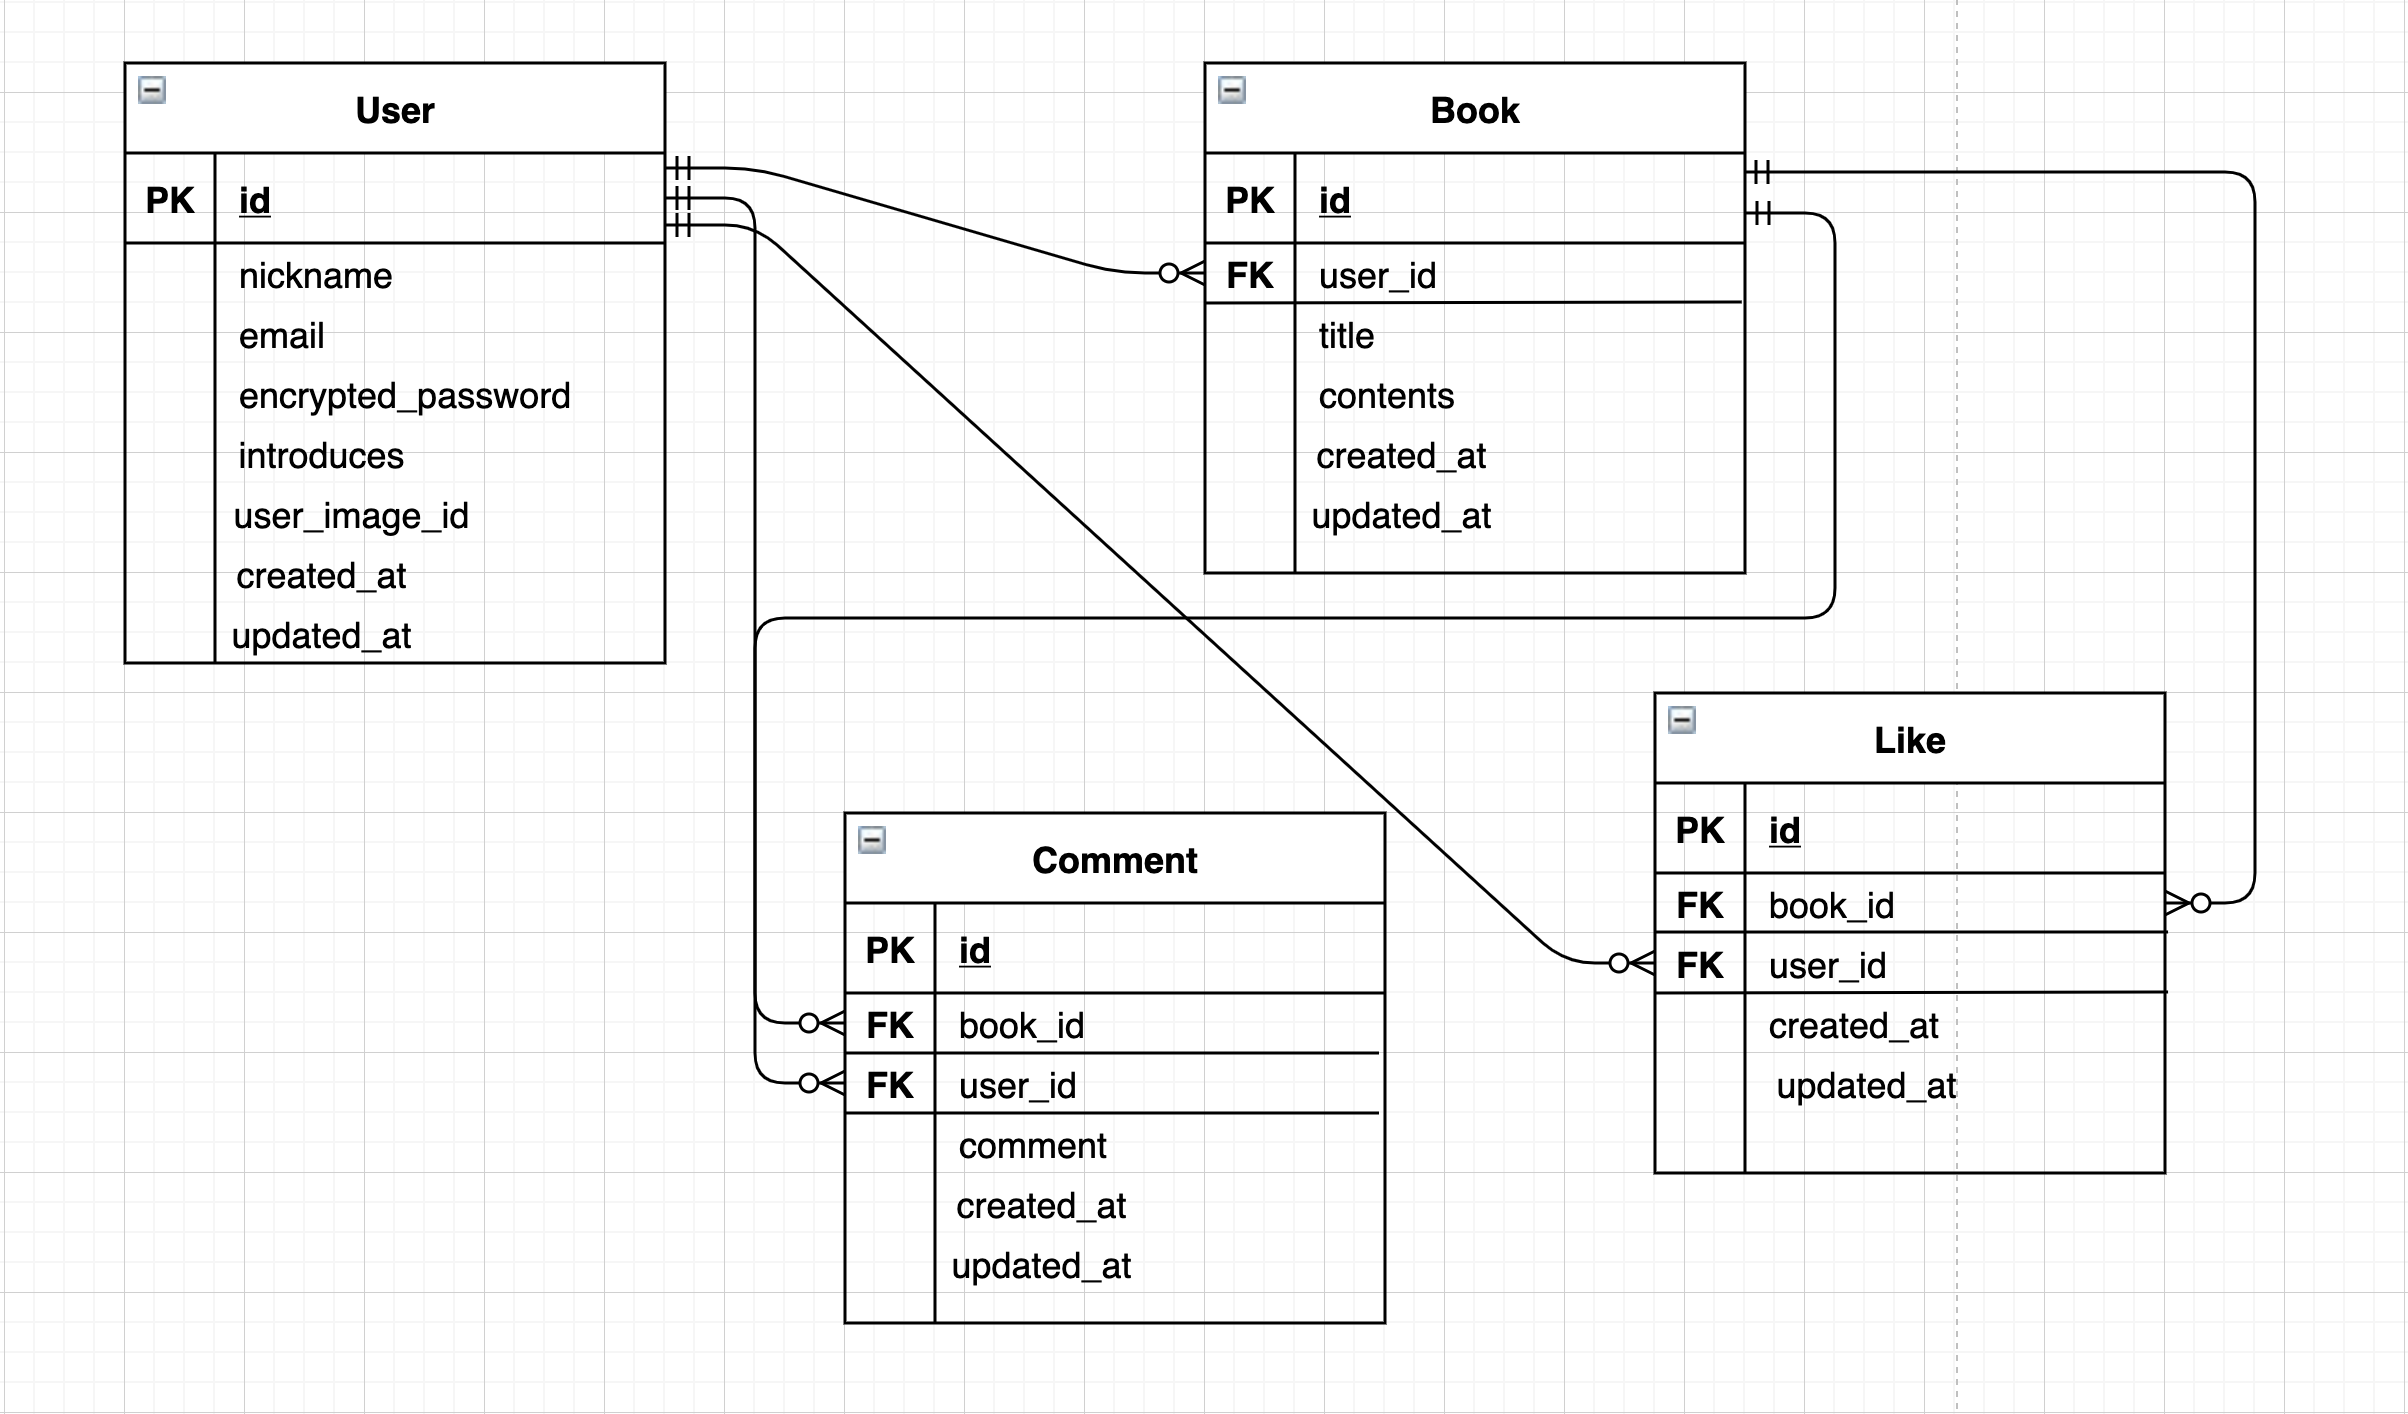 User
PK id
nickname
email
encrypted_password
introduces
user_image_id
created_at
updated_at
Book
PK id
FK user_id
title
contents
created_at
updated_at
Comment
PK id
FK book_id
FK user_id
comment
created_at
updated_at
Like
PK id
FK book_id
FK user_id
created_at
updated_at